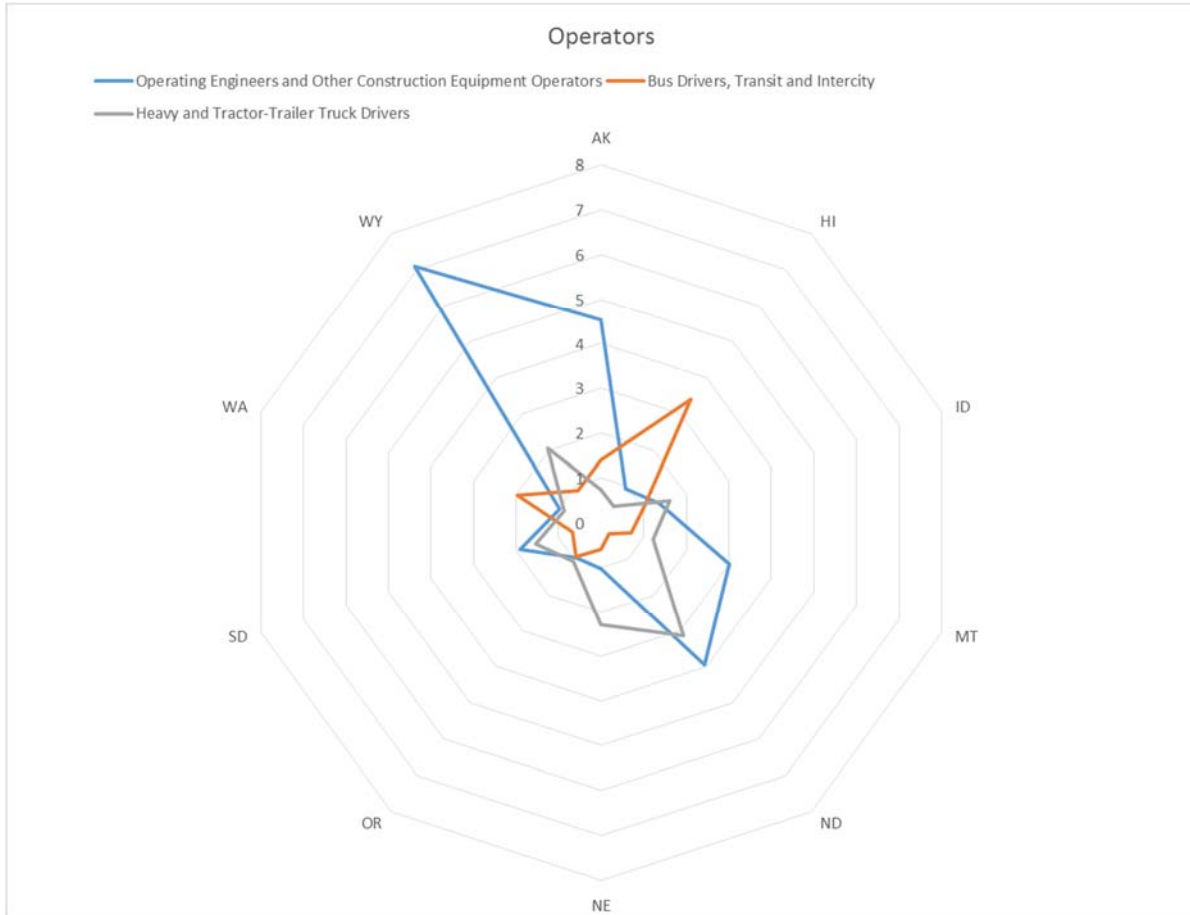 Operators
Operating Engineers and Other Construction Equipment Operators Bus Drivers, Transit and Intercity
Heavy and Tractor-Trailer Truck Drivers
AK
8
WY HI
7
6
5
4
WA ID
3
2
1
0
SD MT
OR ND
NE